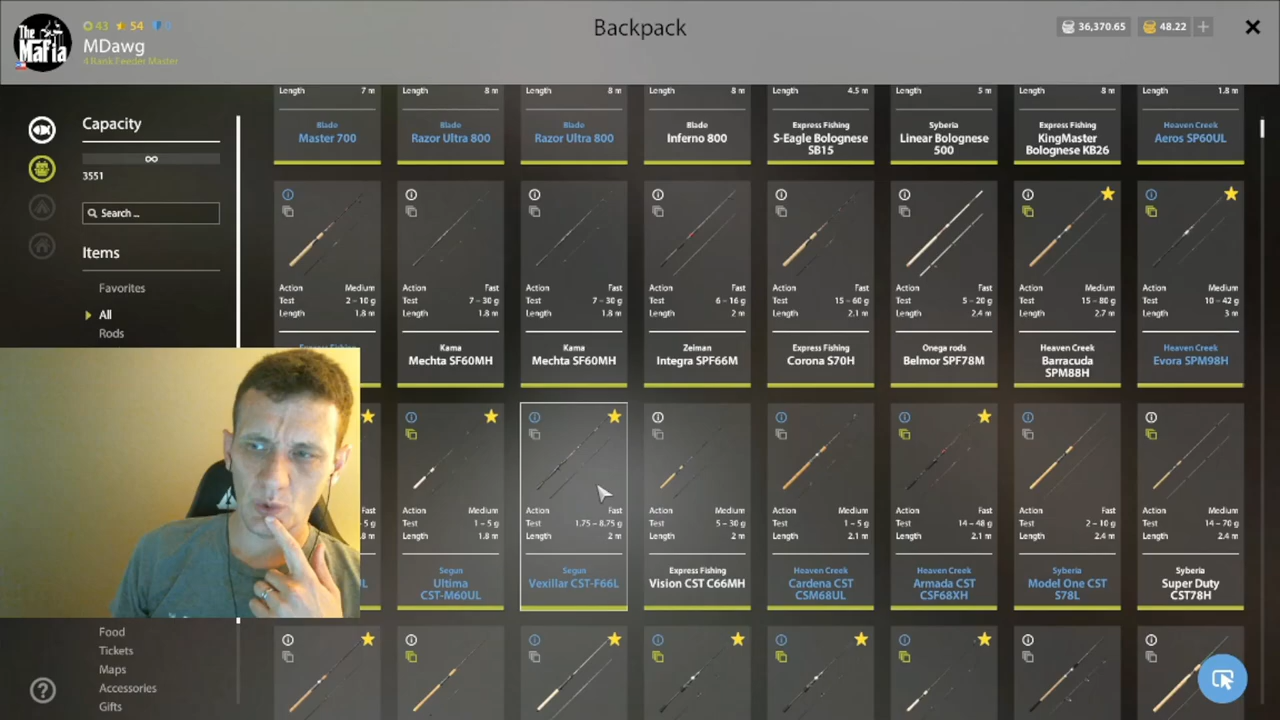 43 54
MDawg
4 Rank Feeder Master
The Mafia
Backpack
36,370.65 48.22 +
Capacity
∞
3551
Search ...
Items
Favorites
All
Rods
Food
Tickets
Maps
Accessories
Gifts
?
Length 7 m
Blade
Master 700
Length 8 m
Blade
Razor Ultra 800
Length 8 m
Blade
Razor Ultra 800
Length 8 m
Blade
Inferno 800
Length 4.5 m
Express Fishing
S-Eagle Bolognese
SB15
Length 5 m
Syberia
Linear Bolognese
500
Length 8 m
Express Fishing
KingMaster
Bolognese KB26
Length 1.8 m
Heaven Creek
Aeros SP60UL
Action Medium
Test 2 – 10 g
Length 1.8 m
Express Fishing
Action Fast
Test 7 – 30 g
Length 1.8 m
Kama
Mechta SF60MH
Action Fast
Test 7 – 30 g
Length 1.8 m
Kama
Mechta SF60MH
Action Fast
Test 6 – 16 g
Length 2 m
Zeiman
Integra SPF66M
Action Fast
Test 15 – 60 g
Length 2.1 m
Express Fishing
Corona S70H
Action Fast
Test 5 – 20 g
Length 2.4 m
Onega rods
Belmor SPF78M
Action Medium
Test 15 – 80 g
Length 2.7 m
Heaven Creek
Barracuda
SPM88H
Action Medium
Test 10 – 42 g
Length 3 m
Heaven Creek
Evora SPM98H
Action Medium
Test 1 – 5 g
Length 1.8 m
Segun
Ultima
CST-M60UL
Action Fast
Test 1.75 – 8.75 g
Length 2 m
Segun
Vexillar CST-F66L
Action Medium
Test 5 – 30 g
Length 2 m
Express Fishing
Vision CST C66MH
Action Medium
Test 1 – 5 g
Length 2.1 m
Heaven Creek
Cardena CST
CSM68UL
Action Fast
Test 14 – 48 g
Length 2.1 m
Heaven Creek
Armada CST
CSF68XH
Action Fast
Test 2 – 10 g
Length 2.4 m
Syberia
Model One CST
S78L
Action Medium
Test 14 – 70 g
Length 2.4 m
Syberia
Super Duty
CST78H